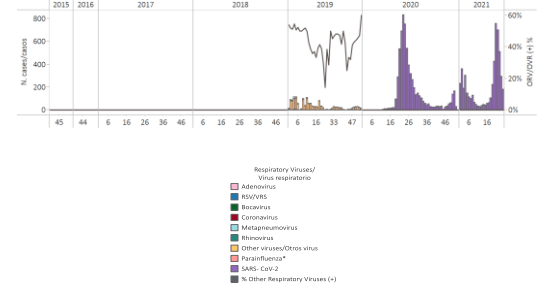 2015 2016 2017 2018 2019 2020 2021
800 60%
600
400 40%
200 20%
0 0%
N. cases/casos
ORV/OVR (+) %
45 44 6 16 26 36 46 6 16 26 36 46 6 16 33 47 6 16 26 36 46 6 16
Respiratory Viruses/
Virus respiratorio
Adenovirus
RSV/VRS
Bocavirus
Coronavirus
Metapneumovirus
Rhinovirus
Other viruses/Otros virus
Parainfluenza*
SARS- CoV-2
% Other Respiratory Viruses (+)